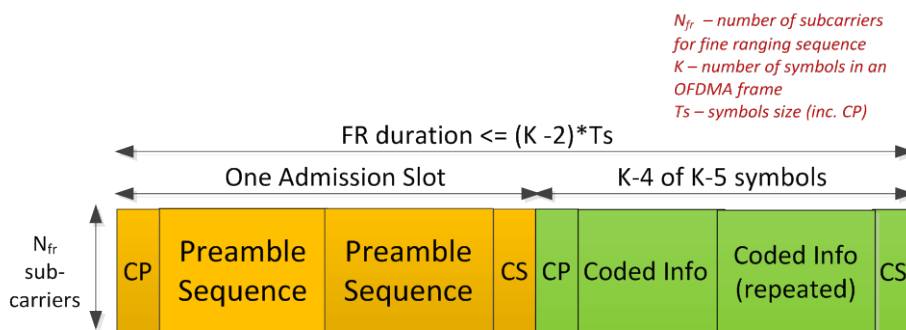 N_fr – number of subcarriers
for fine ranging sequence
K – number of symbols in an
OFDMA frame
Ts – symbols size (inc. CP)
FR duration <= (K -2)*Ts
One Admission Slot
K-4 of K-5 symbols
N_fr
sub-
carriers
CP
Preamble
Sequence
Preamble
Sequence
CS
CP
Coded Info
Coded Info
(repeated)
CS